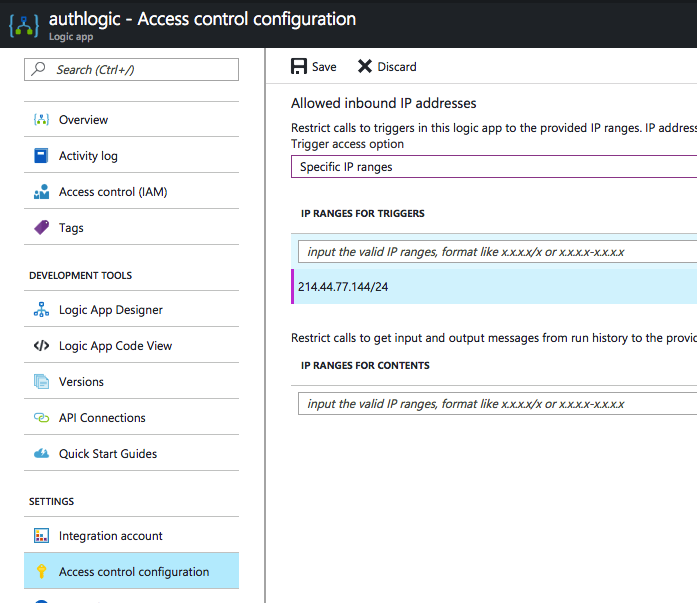 authlogic - Access control configuration
Logic app
Search (Ctrl+/)
Overview
Activity log
Access control (IAM)
Tags
DEVELOPMENT TOOLS
Logic App Designer
Logic App Code View
Versions
API Connections
Quick Start Guides
SETTINGS
Integration account
Access control configuration
Save Discard
Allowed inbound IP addresses
Restrict calls to triggers in this logic app to the provided IP ranges. IP address
Trigger access option
Specific IP ranges
IP RANGES FOR TRIGGERS
input the valid IP ranges, format like x.x.x.x/x or x.x.x.x-x.x.x.x
214.44.77.144/24
Restrict calls to get input and output messages from run history to the provid
IP RANGES FOR CONTENTS
input the valid IP ranges, format like x.x.x.x/x or x.x.x.x-x.x.x.x